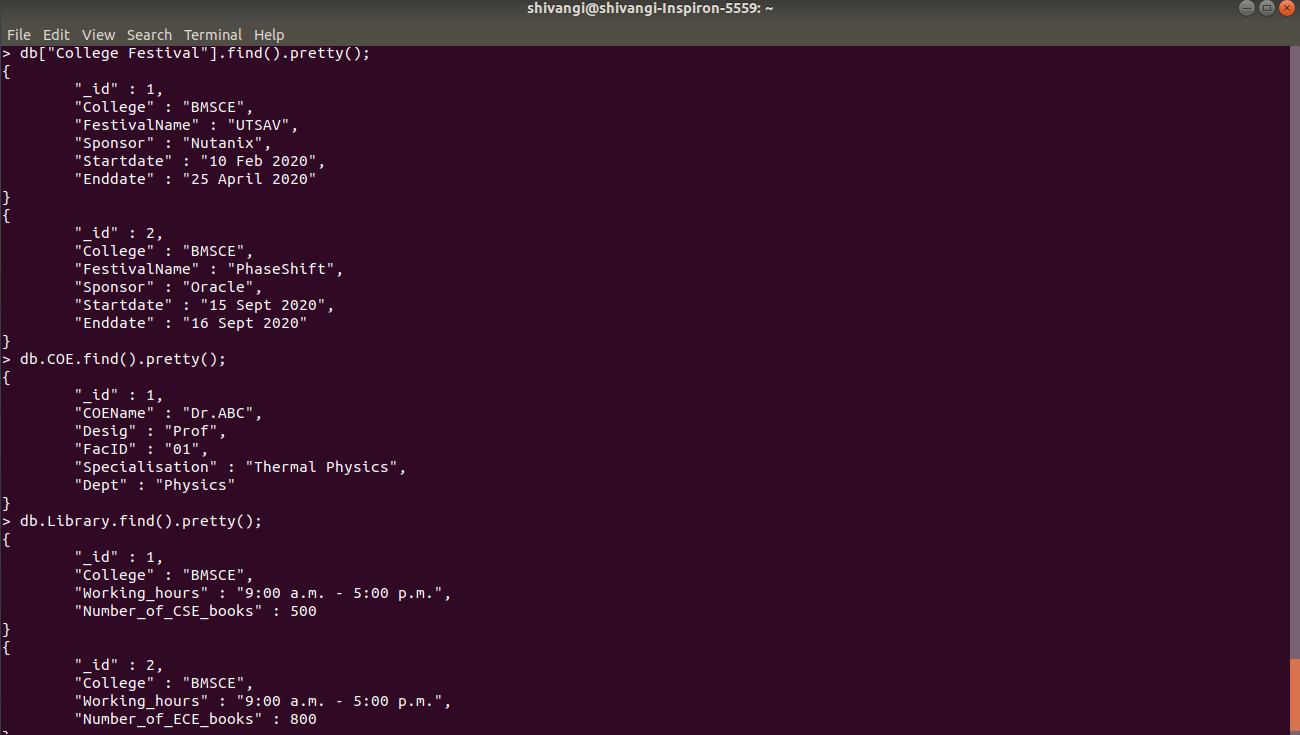 shivangi@shivangi-Inspiron-5559: ~
File Edit View Search Terminal Help
> db["College Festival"].find().pretty();
{
        "_id" : 1,
        "College" : "BMSCE",
        "FestivalName" : "UTSAV",
        "Sponsor" : "Nutanix",
        "Startdate" : "10 Feb 2020",
        "Enddate" : "25 April 2020"
}
{
        "_id" : 2,
        "College" : "BMSCE",
        "FestivalName" : "PhaseShift",
        "Sponsor" : "Oracle",
        "Startdate" : "15 Sept 2020",
        "Enddate" : "16 Sept 2020"
}
> db.COE.find().pretty();
{
        "_id" : 1,
        "COEName" : "Dr.ABC",
        "Desig" : "Prof",
        "FacID" : "01",
        "Specialisation" : "Thermal Physics",
        "Dept" : "Physics"
}
> db.Library.find().pretty();
{
        "_id" : 1,
        "College" : "BMSCE",
        "Working_hours" : "9:00 a.m. - 5:00 p.m.",
        "Number_of_CSE_books" : 500
}
{
        "_id" : 2,
        "College" : "BMSCE",
        "Working_hours" : "9:00 a.m. - 5:00 p.m.",
        "Number_of_ECE_books" : 800